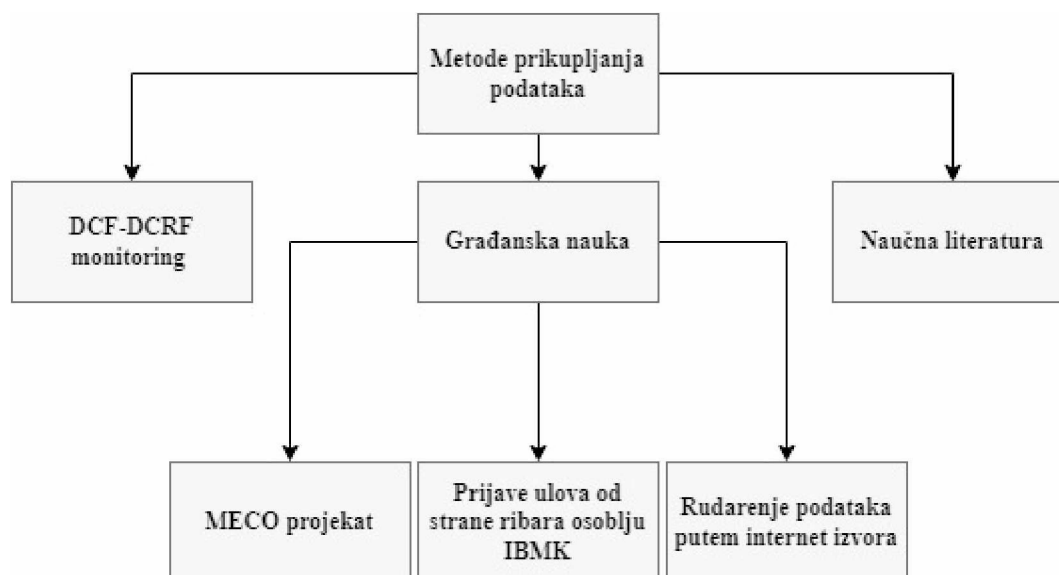 Metode prikupljanja
podataka
DCF-DCRF
monitoring
Građanska nauka
Naučna literatura
MECO projekat
Prijave ulova od
strane ribara osoblju
IBMK
Rudarenje podataka
putem internet izvora